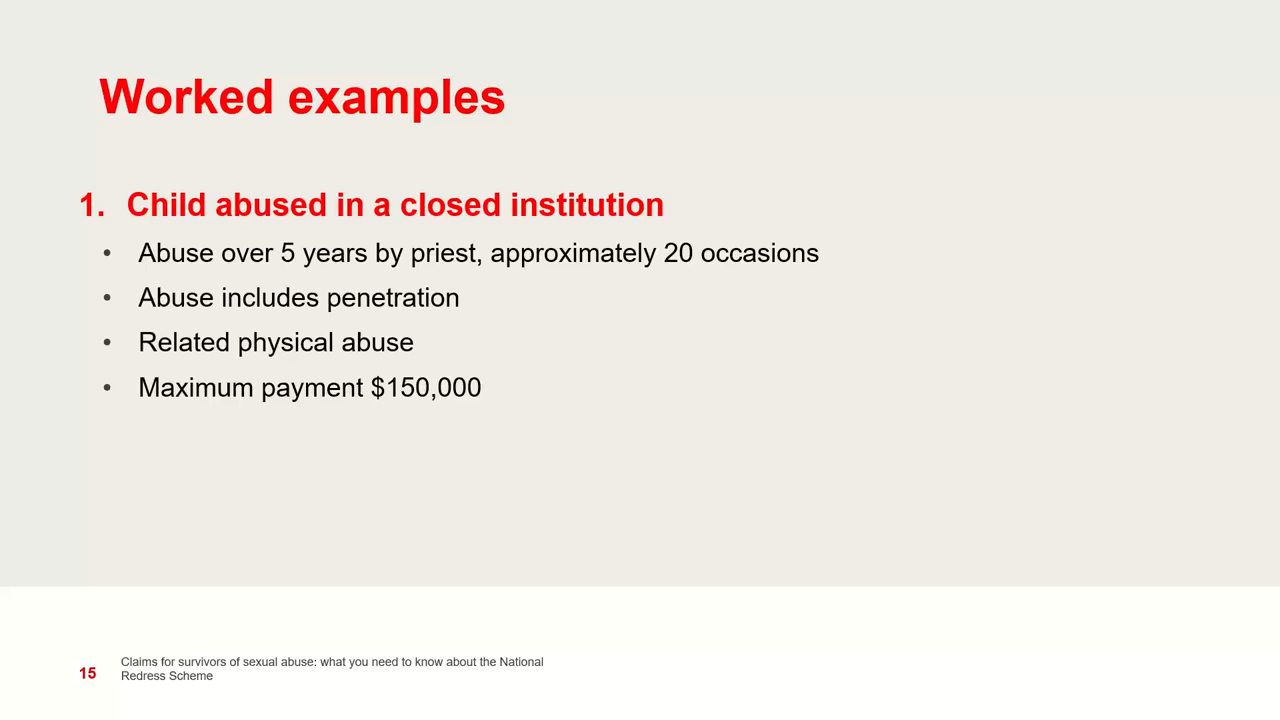 Worked examples
1. Child abused in a closed institution
• Abuse over 5 years by priest, approximately 20 occasions
• Abuse includes penetration
• Related physical abuse
• Maximum payment $150,000
15
Claims for survivors of sexual abuse: what you need to know about the National
Redress Scheme